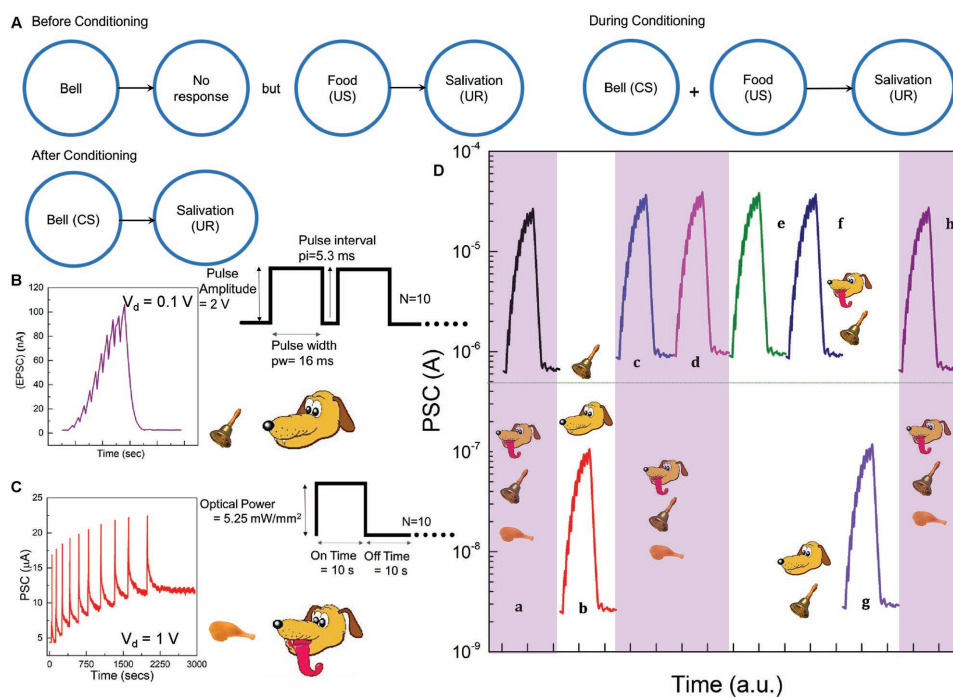 A
Before Conditioning
Bell
No
response
but
Food
(US)
Salivation
(UR)
During Conditioning
Bell (CS)
+
Food
(US)
Salivation
(UR)
After Conditioning
Bell (CS)
Salivation
(UR)
B
(EPSC) (nA)
120
100
80
60
40
20
0
V_d = 0.1 V
Time (sec)
Pulse
Amplitude
= 2 V
Pulse interval
pi=5.3 ms
N=10
Pulse width
pw= 16 ms
C
PSC (μA)
25
20
15
10
5
V_d = 1 V
0
750
1500
2250
3000
Time (secs)
Optical Power
= 5.25 mW/mm²
N=10
On Time
= 10 s
Off Time
= 10 s
D
PSC (A)
10⁻⁴
10⁻⁵
10⁻⁶
10⁻⁷
10⁻⁸
10⁻⁹
a
b
c
d
e
f
g
h
Time (a.u.)